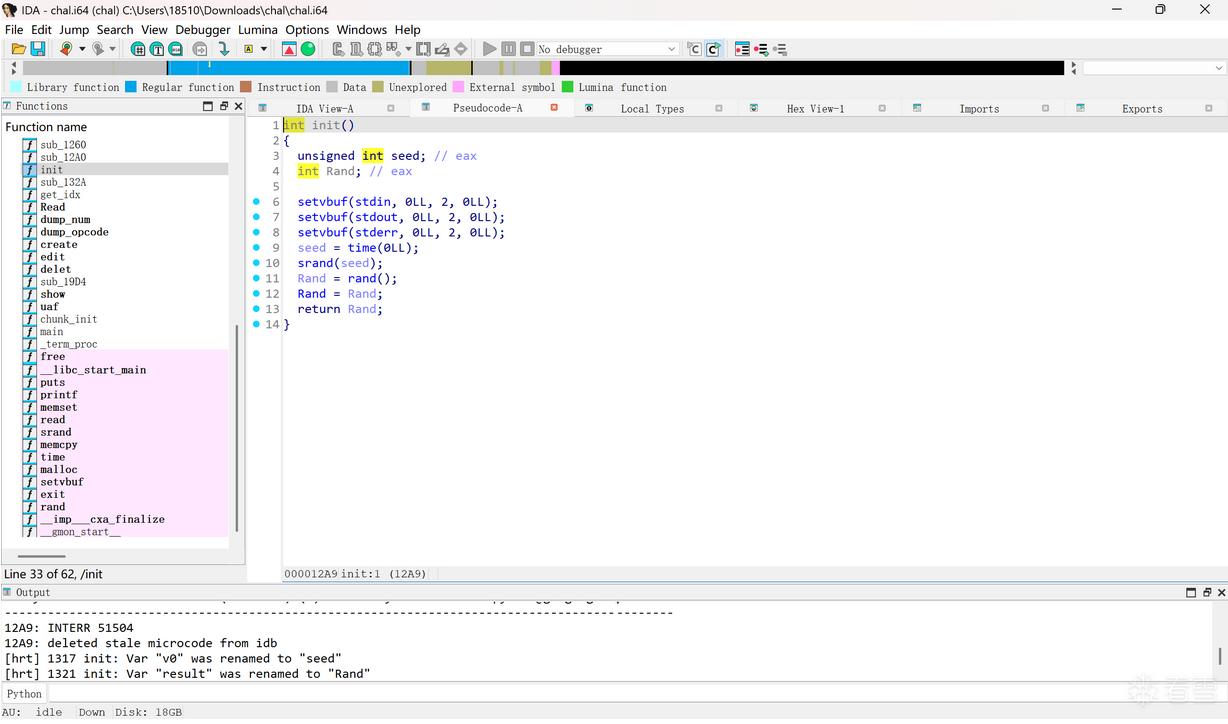 IDA - chal.i64 (chal) C:\Users\18510\Downloads\chal\chal.i64
File Edit Jump Search View Debugger Lumina Options Windows Help
No debugger
Library function Regular function Instruction Data Unexplored External symbol Lumina function
Functions
IDA View-A Pseudocode-A Local Types Hex View-1 Imports Exports
Function name
sub_1260
sub_12A0
init
sub_132A
get_idx
Read
dump_num
dump_opcode
create
edit
delet
sub_19D4
show
uaf
chunk_init
main
_term_proc
free
__libc_start_main
puts
printf
memset
read
srand
memcpy
time
malloc
setvbuf
exit
rand
__imp___cxa_finalize
__gmon_start__
Line 33 of 62, /init
1 int init()
2 {
3 unsigned int seed; // eax
4 int Rand; // eax
5
6 setvbuf(stdin, 0LL, 2, 0LL);
7 setvbuf(stdout, 0LL, 2, 0LL);
8 setvbuf(stderr, 0LL, 2, 0LL);
9 seed = time(0LL);
10 srand(seed);
11 Rand = rand();
12 Rand = Rand;
13 return Rand;
14 }
000012A9 init:1 (12A9)
Output
12A9: INTERR 51504
12A9: deleted stale microcode from idb
[hrt] 1317 init: Var "v0" was renamed to "seed"
[hrt] 1321 init: Var "result" was renamed to "Rand"
Python
AU: idle Down Disk: 18GB
看雪